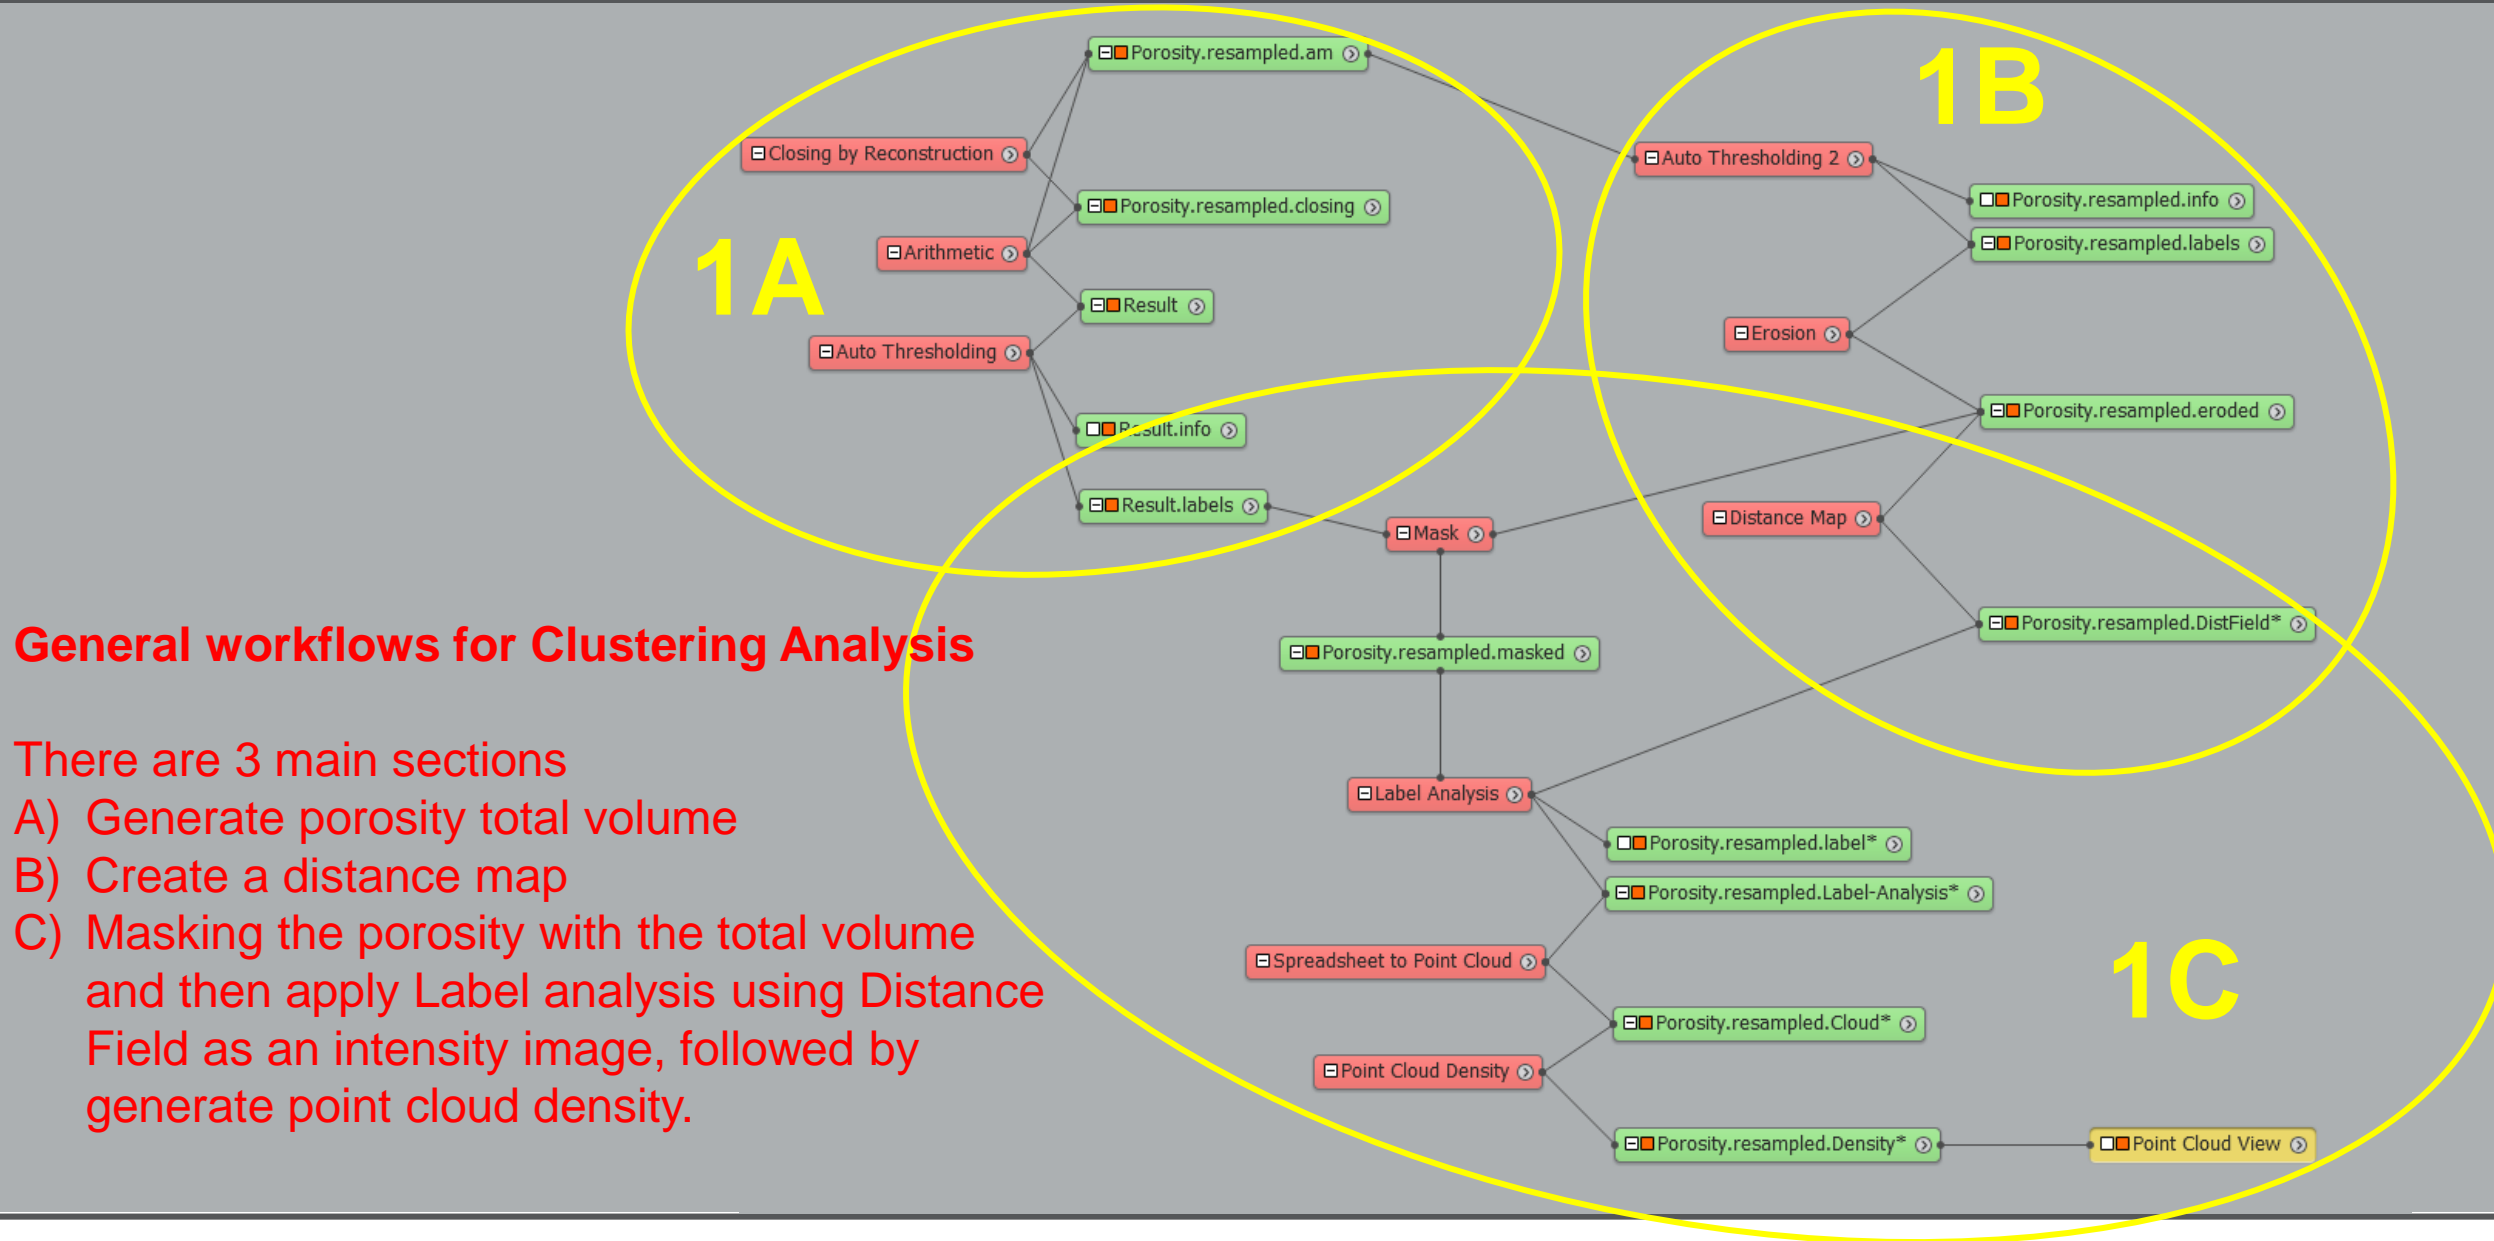 Porosity.resampled.am
1B
Closing by Reconstruction
Auto Thresholding 2
Porosity.resampled.closing
Porosity.resampled.info
1A
Arithmetic
Porosity.resampled.labels
Result
Erosion
Auto Thresholding
Result.info
Porosity.resampled.eroded
Result.labels
Mask
Distance Map
Porosity.resampled.masked
Porosity.resampled.DistField*
General workflows for Clustering Analysis
There are 3 main sections
A) Generate porosity total volume
B) Create a distance map
C) Masking the porosity with the total volume
and then apply Label analysis using Distance
Field as an intensity image, followed by
generate point cloud density.
Label Analysis
Porosity.resampled.label*
Porosity.resampled.Label-Analysis*
Spreadsheet to Point Cloud
1C
Porosity.resampled.Cloud*
Point Cloud Density
Porosity.resampled.Density*
Point Cloud View